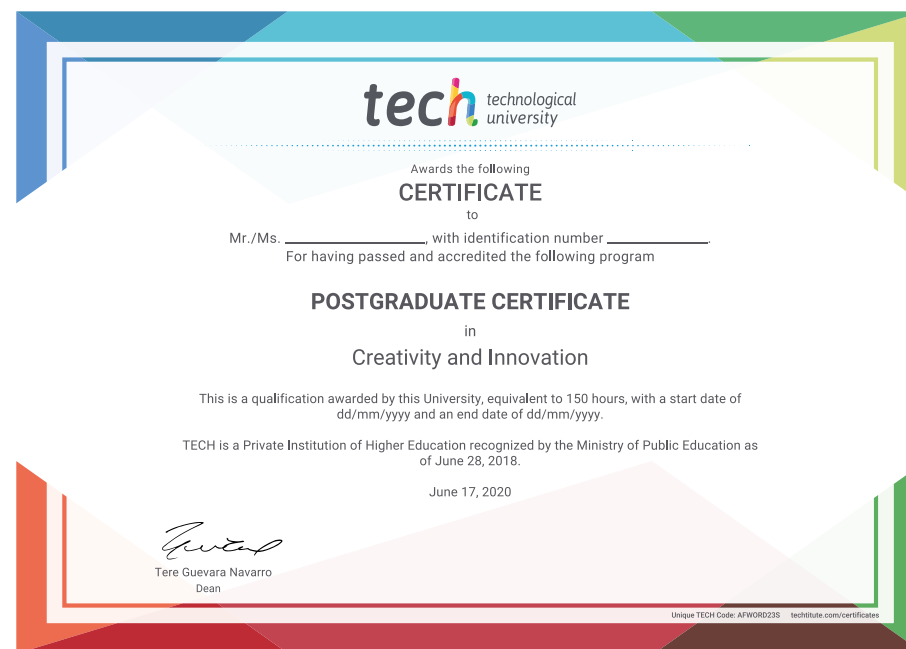 tech technological
university
Awards the following
CERTIFICATE
to
Mr./Ms. ____________________, with identification number ______________.
For having passed and accredited the following program
POSTGRADUATE CERTIFICATE
in
Creativity and Innovation
This is a qualification awarded by this University, equivalent to 150 hours, with a start date of
dd/mm/yyyy and an end date of dd/mm/yyyy.
TECH is a Private Institution of Higher Education recognized by the Ministry of Public Education as
of June 28, 2018.
June 17, 2020
Tere Guevara Navarro
Dean
Unique TECH Code: AFWORD23S techtitute.com/certificates